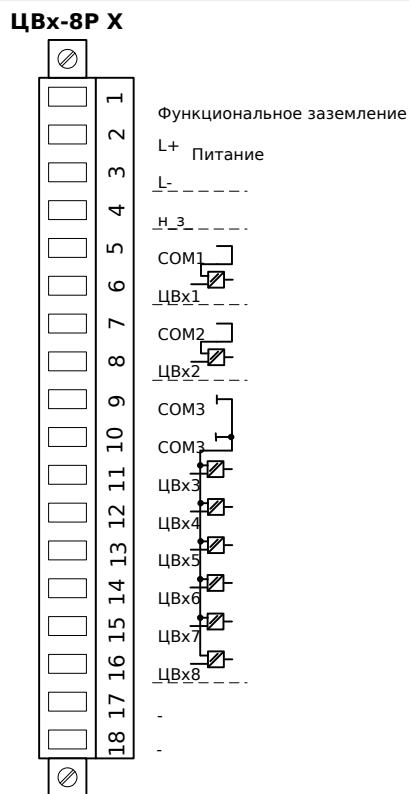 ЦВх-8Р X
1
Функциональное заземление
2
L+ Питание
3
L-
4
н_з_
5
COM1
6
ЦВх1
7
COM2
8
ЦВх2
9
COM3
10
COM3
11
ЦВх3
12
ЦВх4
13
ЦВх5
14
ЦВх6
15
ЦВх7
16
ЦВх8
17
-
18
-